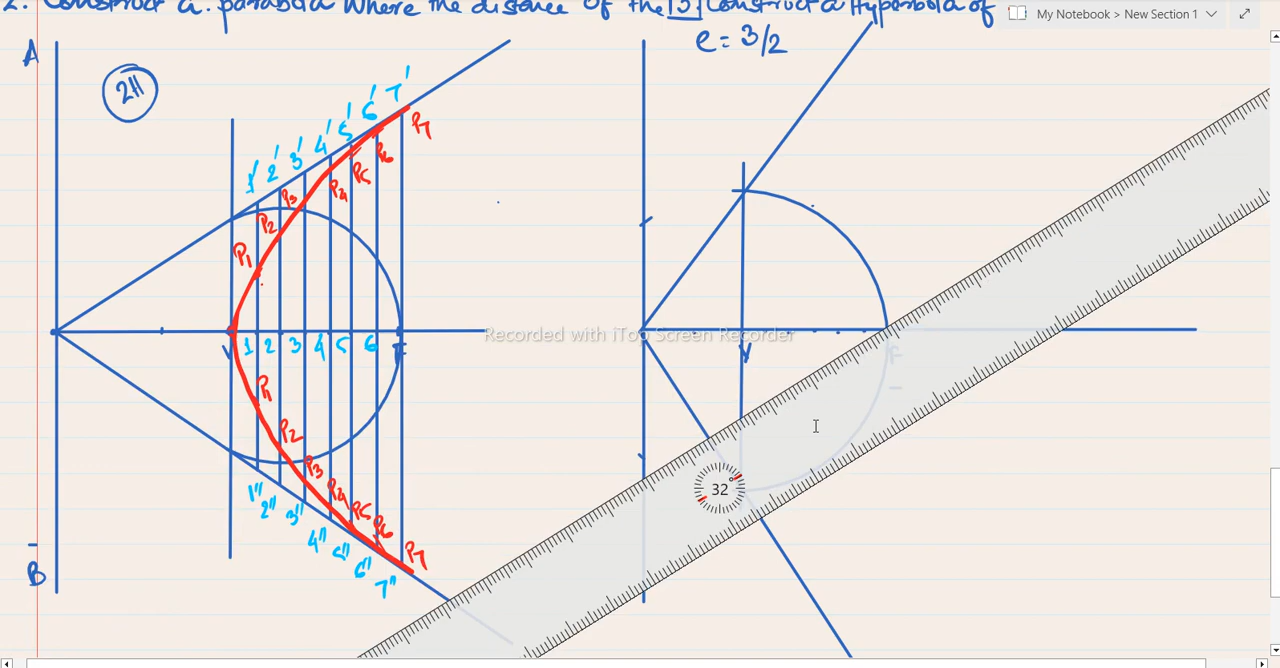 2. Construct a parabola where the distance of the [3] Construct a Hyperbola of
e = 3/2
My Notebook > New Section 1
A
2H
1' 2' 3' 4' 5' 6' 7'
P1 P2 P3 P4 P5 P6 P7
V 1 2 3 4 5 6 F
V F
Recorded with iTop Screen Recorder
P1 P2 P3 P4 P5 P6 P7
1" 2" 3" 4" 5" 6" 7"
32°
B